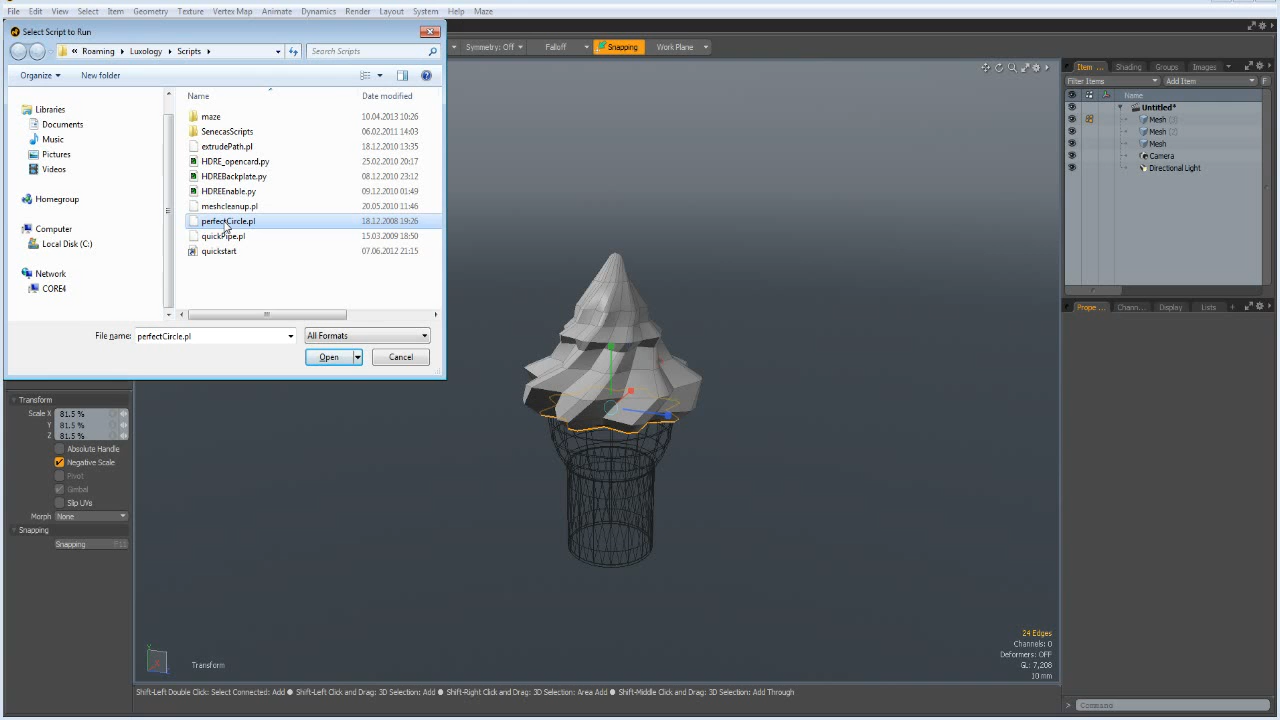 File Edit View Select Item Geometry Texture Vertex Map Animate Dynamics Render Layout System Help Maze
Select Script to Run
Roaming Luxology Scripts Search Scripts
Symmetry: Off Falloff Snapping Work Plane
Organize New folder
Item ... Shading Groups Images
Filter Items Add Item F
Name Date modified
Name
Libraries
Documents
Music
Pictures
Videos
Homegroup
Computer
Local Disk (C:)
Network
CORE4
maze 10.04.2013 10:26
SenecasScripts 06.02.2011 14:03
extrudePath.pl 18.12.2010 13:35
HDRE_opencard.py 25.02.2010 20:17
HDREBackplate.py 08.12.2010 23:12
HDREEnable.py 09.12.2010 01:49
meshcleanup.pl 20.05.2010 11:46
perfectCircle.pl 18.12.2008 19:26
quickPipe.pl 15.03.2009 18:50
quickstart 07.06.2012 21:15
Untitled*
Mesh (3)
Mesh (2)
Mesh
Camera
Directional Light
File name: perfectCircle.pl All Formats
Open Cancel
Prope ... Chann... Display Lists
Transform
Scale X 81.5 %
Y 81.5 %
Z 81.5 %
Absolute Handle
Negative Scale
Pivot
Gimbal
Slip UVs
Morph None
Snapping
Snapping F11
24 Edges
Channels: 0
Deformers: OFF
GL: 7,208
10 mm
Transform
Shift-Left Double Click: Select Connected: Add ● Shift-Left Click and Drag: 3D Selection: Add ● Shift-Right Click and Drag: 3D Selection: Area Add ● Shift-Middle Click and Drag: 3D Selection: Add Through
Command